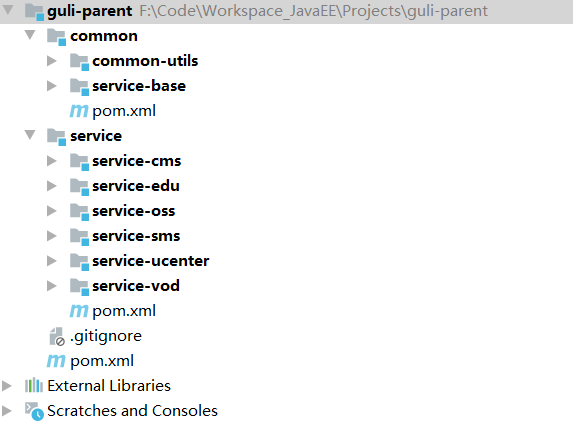 guli-parent F:\Code\Workspace_JavaEE\Projects\guli-parent
common
common-utils
service-base
m pom.xml
service
service-cms
service-edu
service-oss
service-sms
service-ucenter
service-vod
m pom.xml
.gitignore
m pom.xml
External Libraries
Scratches and Consoles